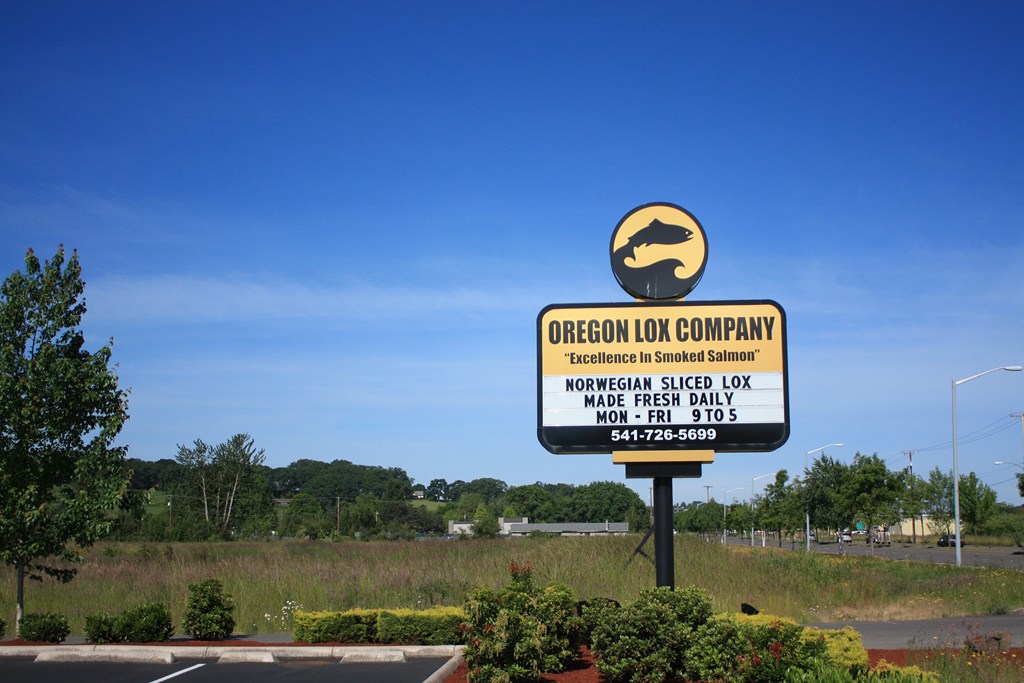 OREGON LOX COMPANY
"Excellence In Smoked Salmon"
NORWEGIAN SLICED LOX
MADE FRESH DAILY
MON - FRI 9 TO 5
541-726-5699